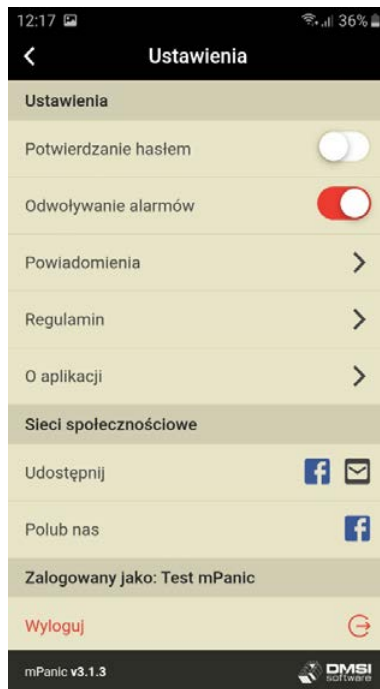 12:17 36%
Ustawienia
Ustawienia
Potwierdzanie hasłem
Odwoływanie alarmów
Powiadomienia
Regulamin
O aplikacji
Sieci społecznościowe
Udostępnij
Polub nas
Zalogowany jako: Test mPanic
Wyloguj
mPanic v3.1.3 DMSI
software